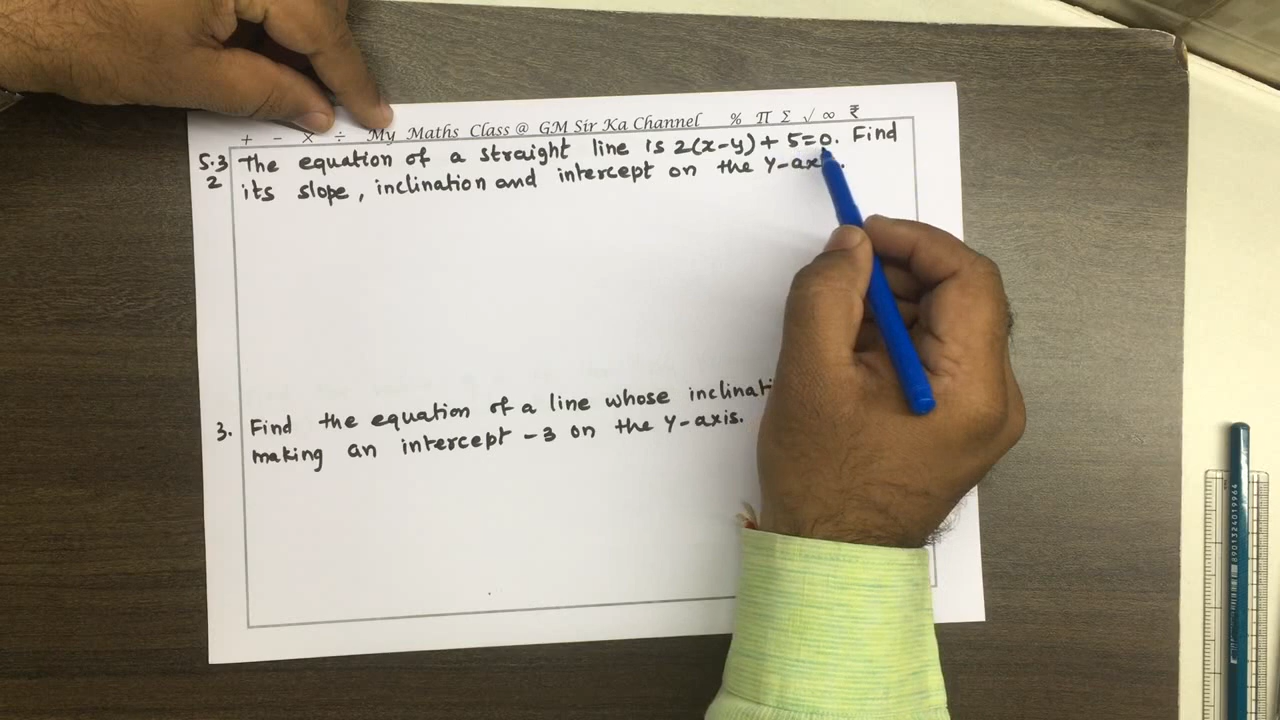 + - × ÷ My Maths Class @ GM Sir Ka Channel % Π Σ √ ∞ ₹
5.3 The equation of a straight line is 2(x-y)+5=0. Find
2 its slope, inclination and intercept on the Y-axis.
3. Find the equation of a line whose
making an intercept -3 on the Y-axis.
8901324019964